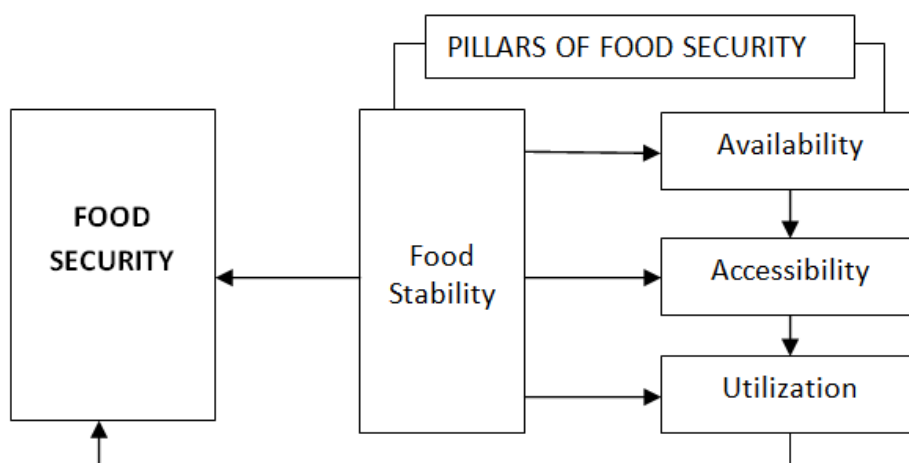 PILLARS OF FOOD SECURITY
FOOD
SECURITY
Food
Stability
Availability
Accessibility
Utilization